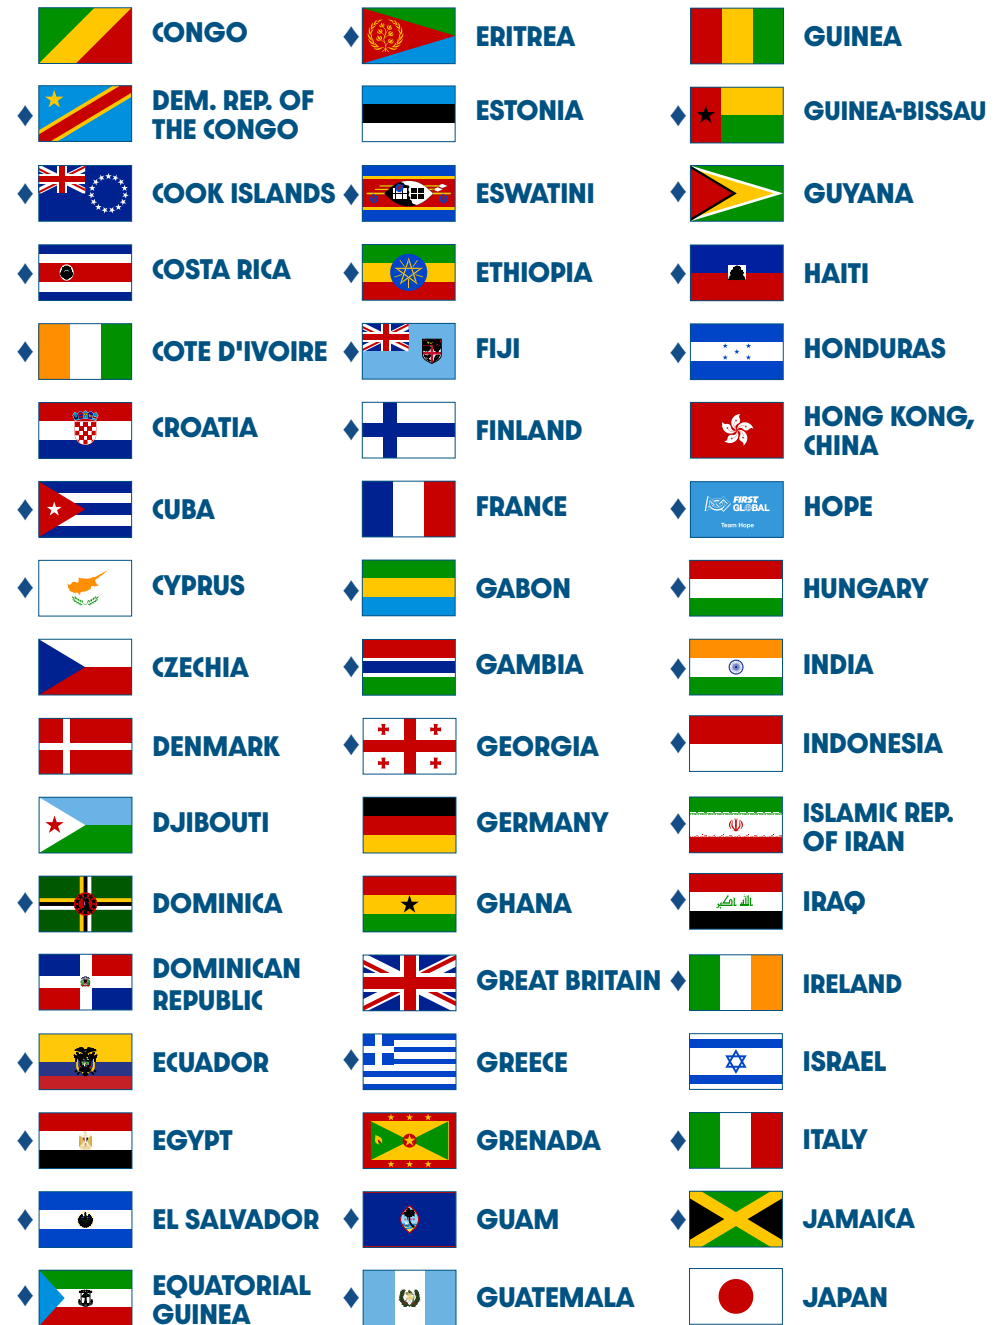 CONGO
DEM. REP. OF
THE CONGO
COOK ISLANDS
COSTA RICA
COTE D'IVOIRE
CROATIA
CUBA
CYPRUS
CZECHIA
DENMARK
DJIBOUTI
DOMINICA
DOMINICAN
REPUBLIC
ECUADOR
EGYPT
EL SALVADOR
EQUATORIAL
GUINEA
ERITREA
ESTONIA
ESWATINI
ETHIOPIA
FIJI
FINLAND
FRANCE
GABON
GAMBIA
GEORGIA
GERMANY
GHANA
GREAT BRITAIN
GREECE
GRENADA
GUAM
GUATEMALA
GUINEA
GUINEA-BISSAU
GUYANA
HAITI
HONDURAS
HONG KONG,
CHINA
FIRST
GLOBAL
Team Hope
HOPE
HUNGARY
INDIA
INDONESIA
ISLAMIC REP.
OF IRAN
الله اكبر
IRAQ
IRELAND
ISRAEL
ITALY
JAMAICA
JAPAN